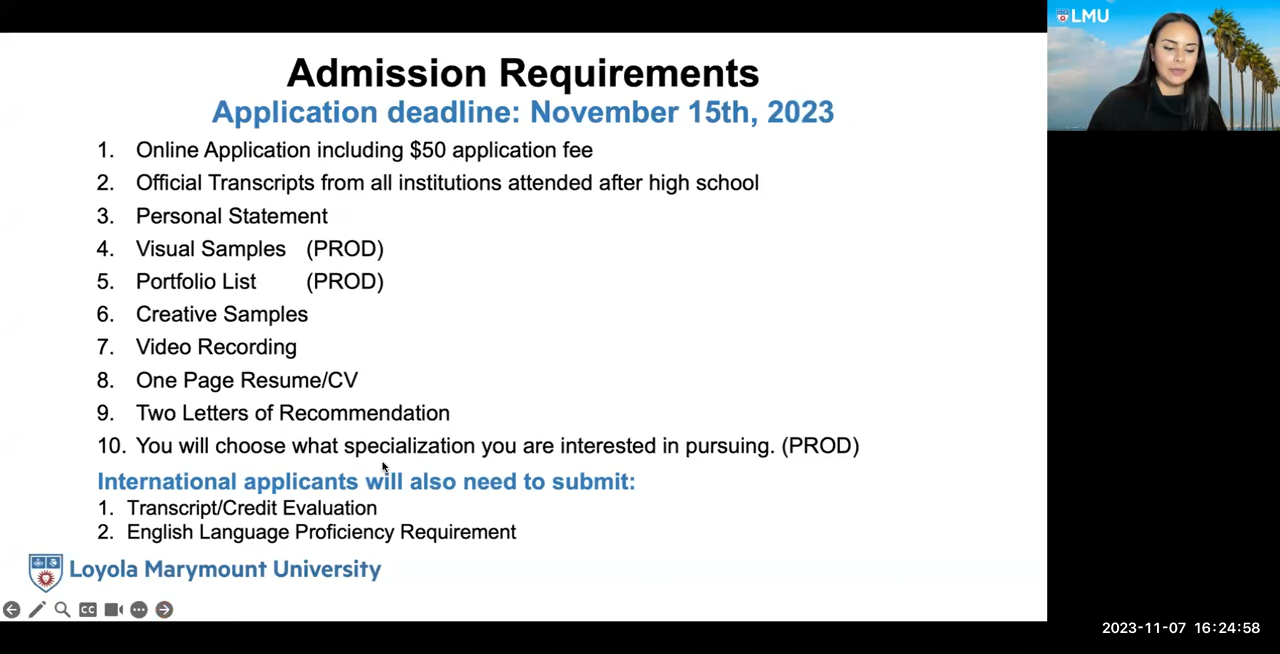 Admission Requirements
Application deadline: November 15th, 2023
1. Online Application including $50 application fee
2. Official Transcripts from all institutions attended after high school
3. Personal Statement
4. Visual Samples (PROD)
5. Portfolio List (PROD)
6. Creative Samples
7. Video Recording
8. One Page Resume/CV
9. Two Letters of Recommendation
10. You will choose what specialization you are interested in pursuing. (PROD)
International applicants will also need to submit:
1. Transcript/Credit Evaluation
2. English Language Proficiency Requirement
Loyola Marymount University
CC
LMU
2023-11-07 16:24:58